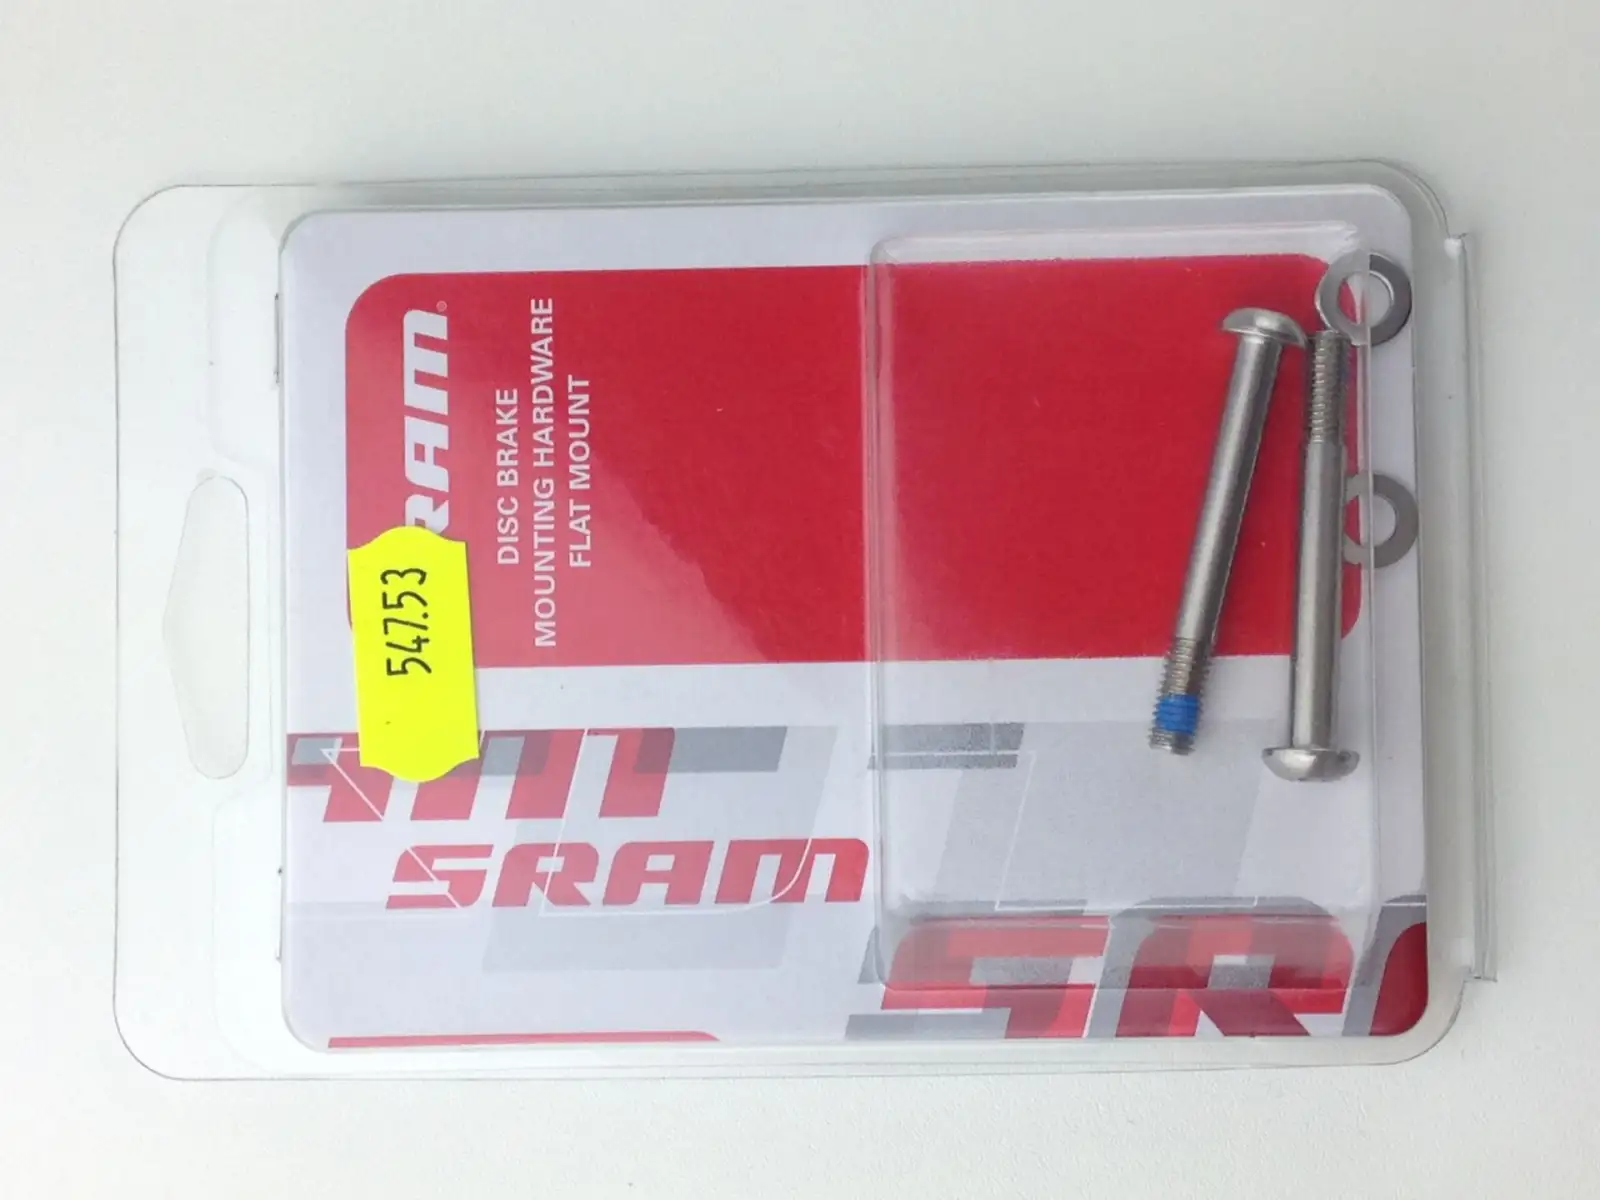 SRAM
DISC BRAKE
MOUNTING HARDWARE
FLAT MOUNT
547.53
SRAM